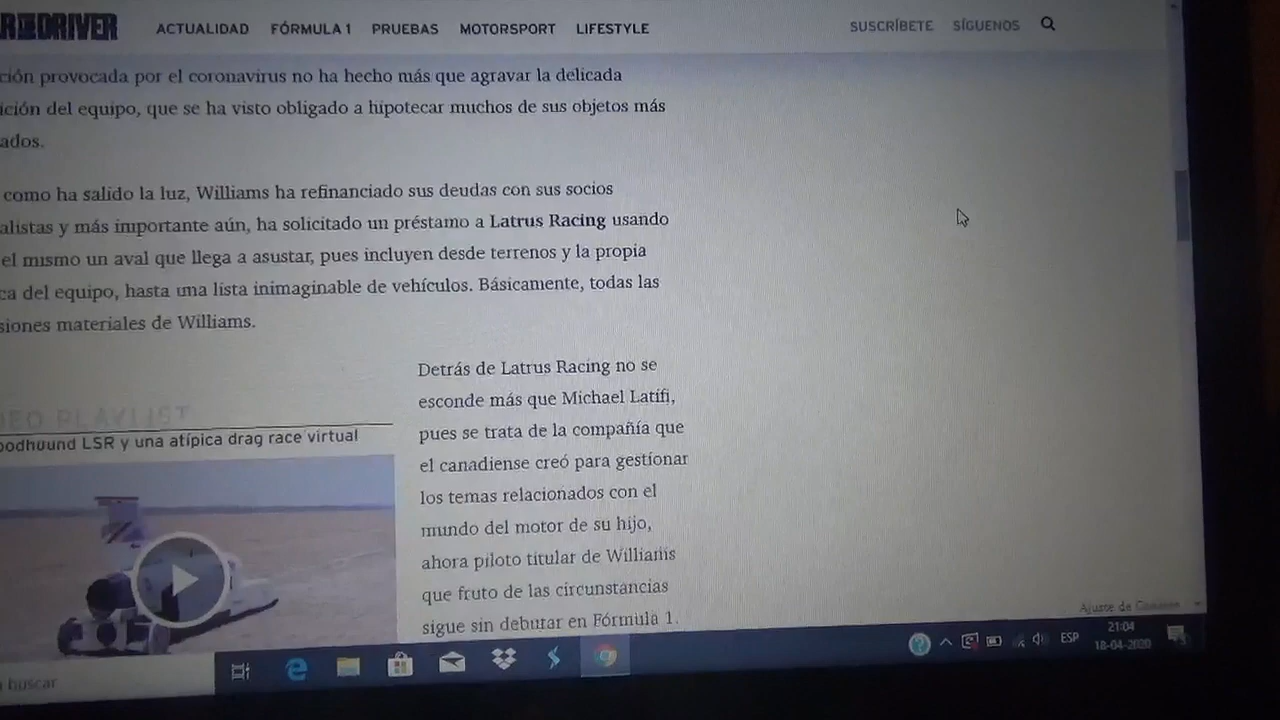 R DRIVER ACTUALIDAD FÓRMULA 1 PRUEBAS MOTORSPORT LIFESTYLE SUSCRÍBETE SÍGUENOS
ción provocada por el coronavirus no ha hecho más que agravar la delicada
ición del equipo, que se ha visto obligado a hipotecar muchos de sus objetos más
ados.
como ha salido la luz, Williams ha refinanciado sus deudas con sus socios
alistas y más importante aún, ha solicitado un préstamo a Latrus Racing usando
el mismo un aval que llega a asustar, pues incluyen desde terrenos y la propia
ca del equipo, hasta una lista inimaginable de vehículos. Básicamente, todas las
siones materiales de Williams.
EO PLAYLIST
oodhound LSR y una atípica drag race virtual
Detrás de Latrus Racing no se
esconde más que Michael Latifi,
pues se trata de la compañía que
el canadiense creó para gestionar
los temas relacionados con el
mundo del motor de su hijo,
ahora piloto titular de Williams
que fruto de las circunstancias
sigue sin debutar en Fórmula 1.
Ajuste de
buscar
ESP
21:04
18-04-2020